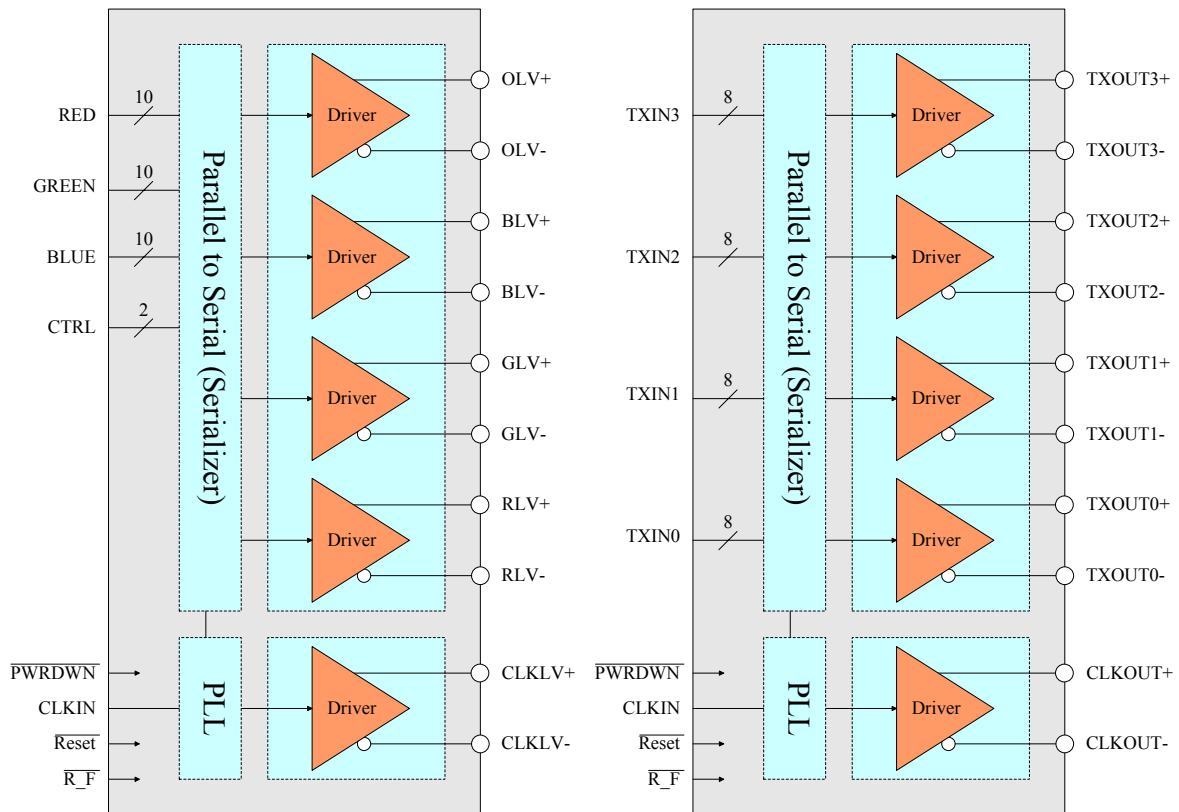 10
RED
Driver
OLV+
OLV-
10
GREEN
10
BLUE
Driver
BLV+
BLV-
2
CTRL
Parallel to Serial (Serializer)
Driver
GLV+
GLV-
Driver
RLV+
RLV-
PWRDWN
CLKIN
Reset
R_F
PLL
Driver
CLKLV+
CLKLV-
8
TXIN3
Driver
TXOUT3+
TXOUT3-
8
TXIN2
Driver
TXOUT2+
TXOUT2-
Parallel to Serial (Serializer)
8
TXIN1
Driver
TXOUT1+
TXOUT1-
8
TXIN0
Driver
TXOUT0+
TXOUT0-
PWRDWN
CLKIN
Reset
R_F
PLL
Driver
CLKOUT+
CLKOUT-